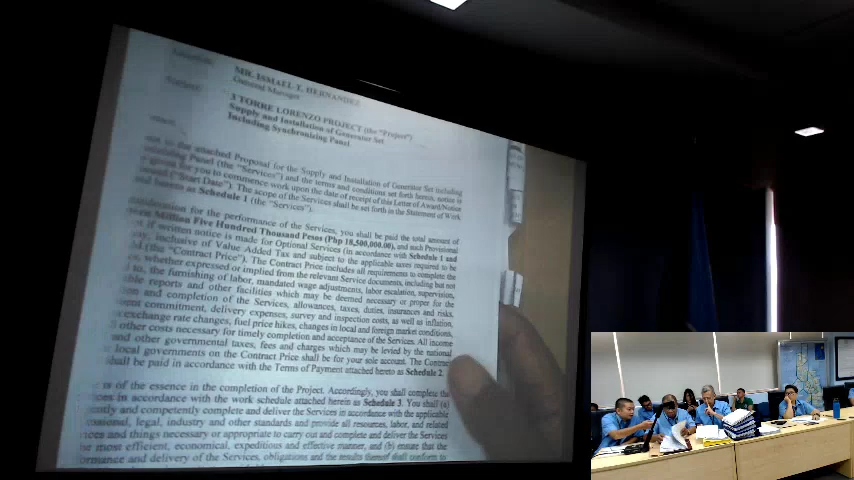 MR. ISMAEL T. HERNANDEZ
General Manager
3 TORRE LORENZO PROJECT (the "Project")
Supply and Installation of Generator Set
Including Synchronizing Panel
to the attached Proposal for the Supply and Installation of Generator Set including
Panel (the "Services") and the terms and conditions set forth herein, notice is
given for you to commence work upon the date of receipt of this Letter of Award/Notice
("Start Date"). The scope of the Services shall be set forth in the Statement of Work
hereto as Schedule 1 (the "Services").
consideration for the performance of the Services, you shall be paid the total amount of
Million Five Hundred Thousand Pesos (Php 18,500,000.00), and such Provisional
if written notice is made for Optional Services (in accordance with Schedule 1 and
inclusive of Value Added Tax and subject to the applicable taxes required to be
(the "Contract Price"). The Contract Price includes all requirements to complete the
whether expressed or implied from the relevant Service documents, including but not
to, the furnishing of labor, mandated wage adjustments, labor escalation, supervision,
reports and other facilities which may be deemed necessary or proper for the
and completion of the Services, allowances, taxes, duties, insurances and risks,
commitment, delivery expenses, survey and inspection costs, as well as inflation,
exchange rate changes, fuel price hikes, changes in local and foreign market conditions,
other costs necessary for timely completion and acceptance of the Services. All income
and other governmental taxes, fees and charges which may be levied by the national
local governments on the Contract Price shall be for your sole account. The Contract
shall be paid in accordance with the Terms of Payment attached hereto as Schedule 2.
of the essence in the completion of the Project. Accordingly, you shall complete the
in accordance with the work schedule attached herein as Schedule 3. You shall (a)
and competently complete and deliver the Services in accordance with the applicable
legal, industry and other standards and provide all resources, labor, and related
and things necessary or appropriate to carry out and complete and deliver the Services
most efficient, economical, expeditious and effective manner, and (b) ensure that the
and delivery of the Services, obligations and the results thereof shall conform to